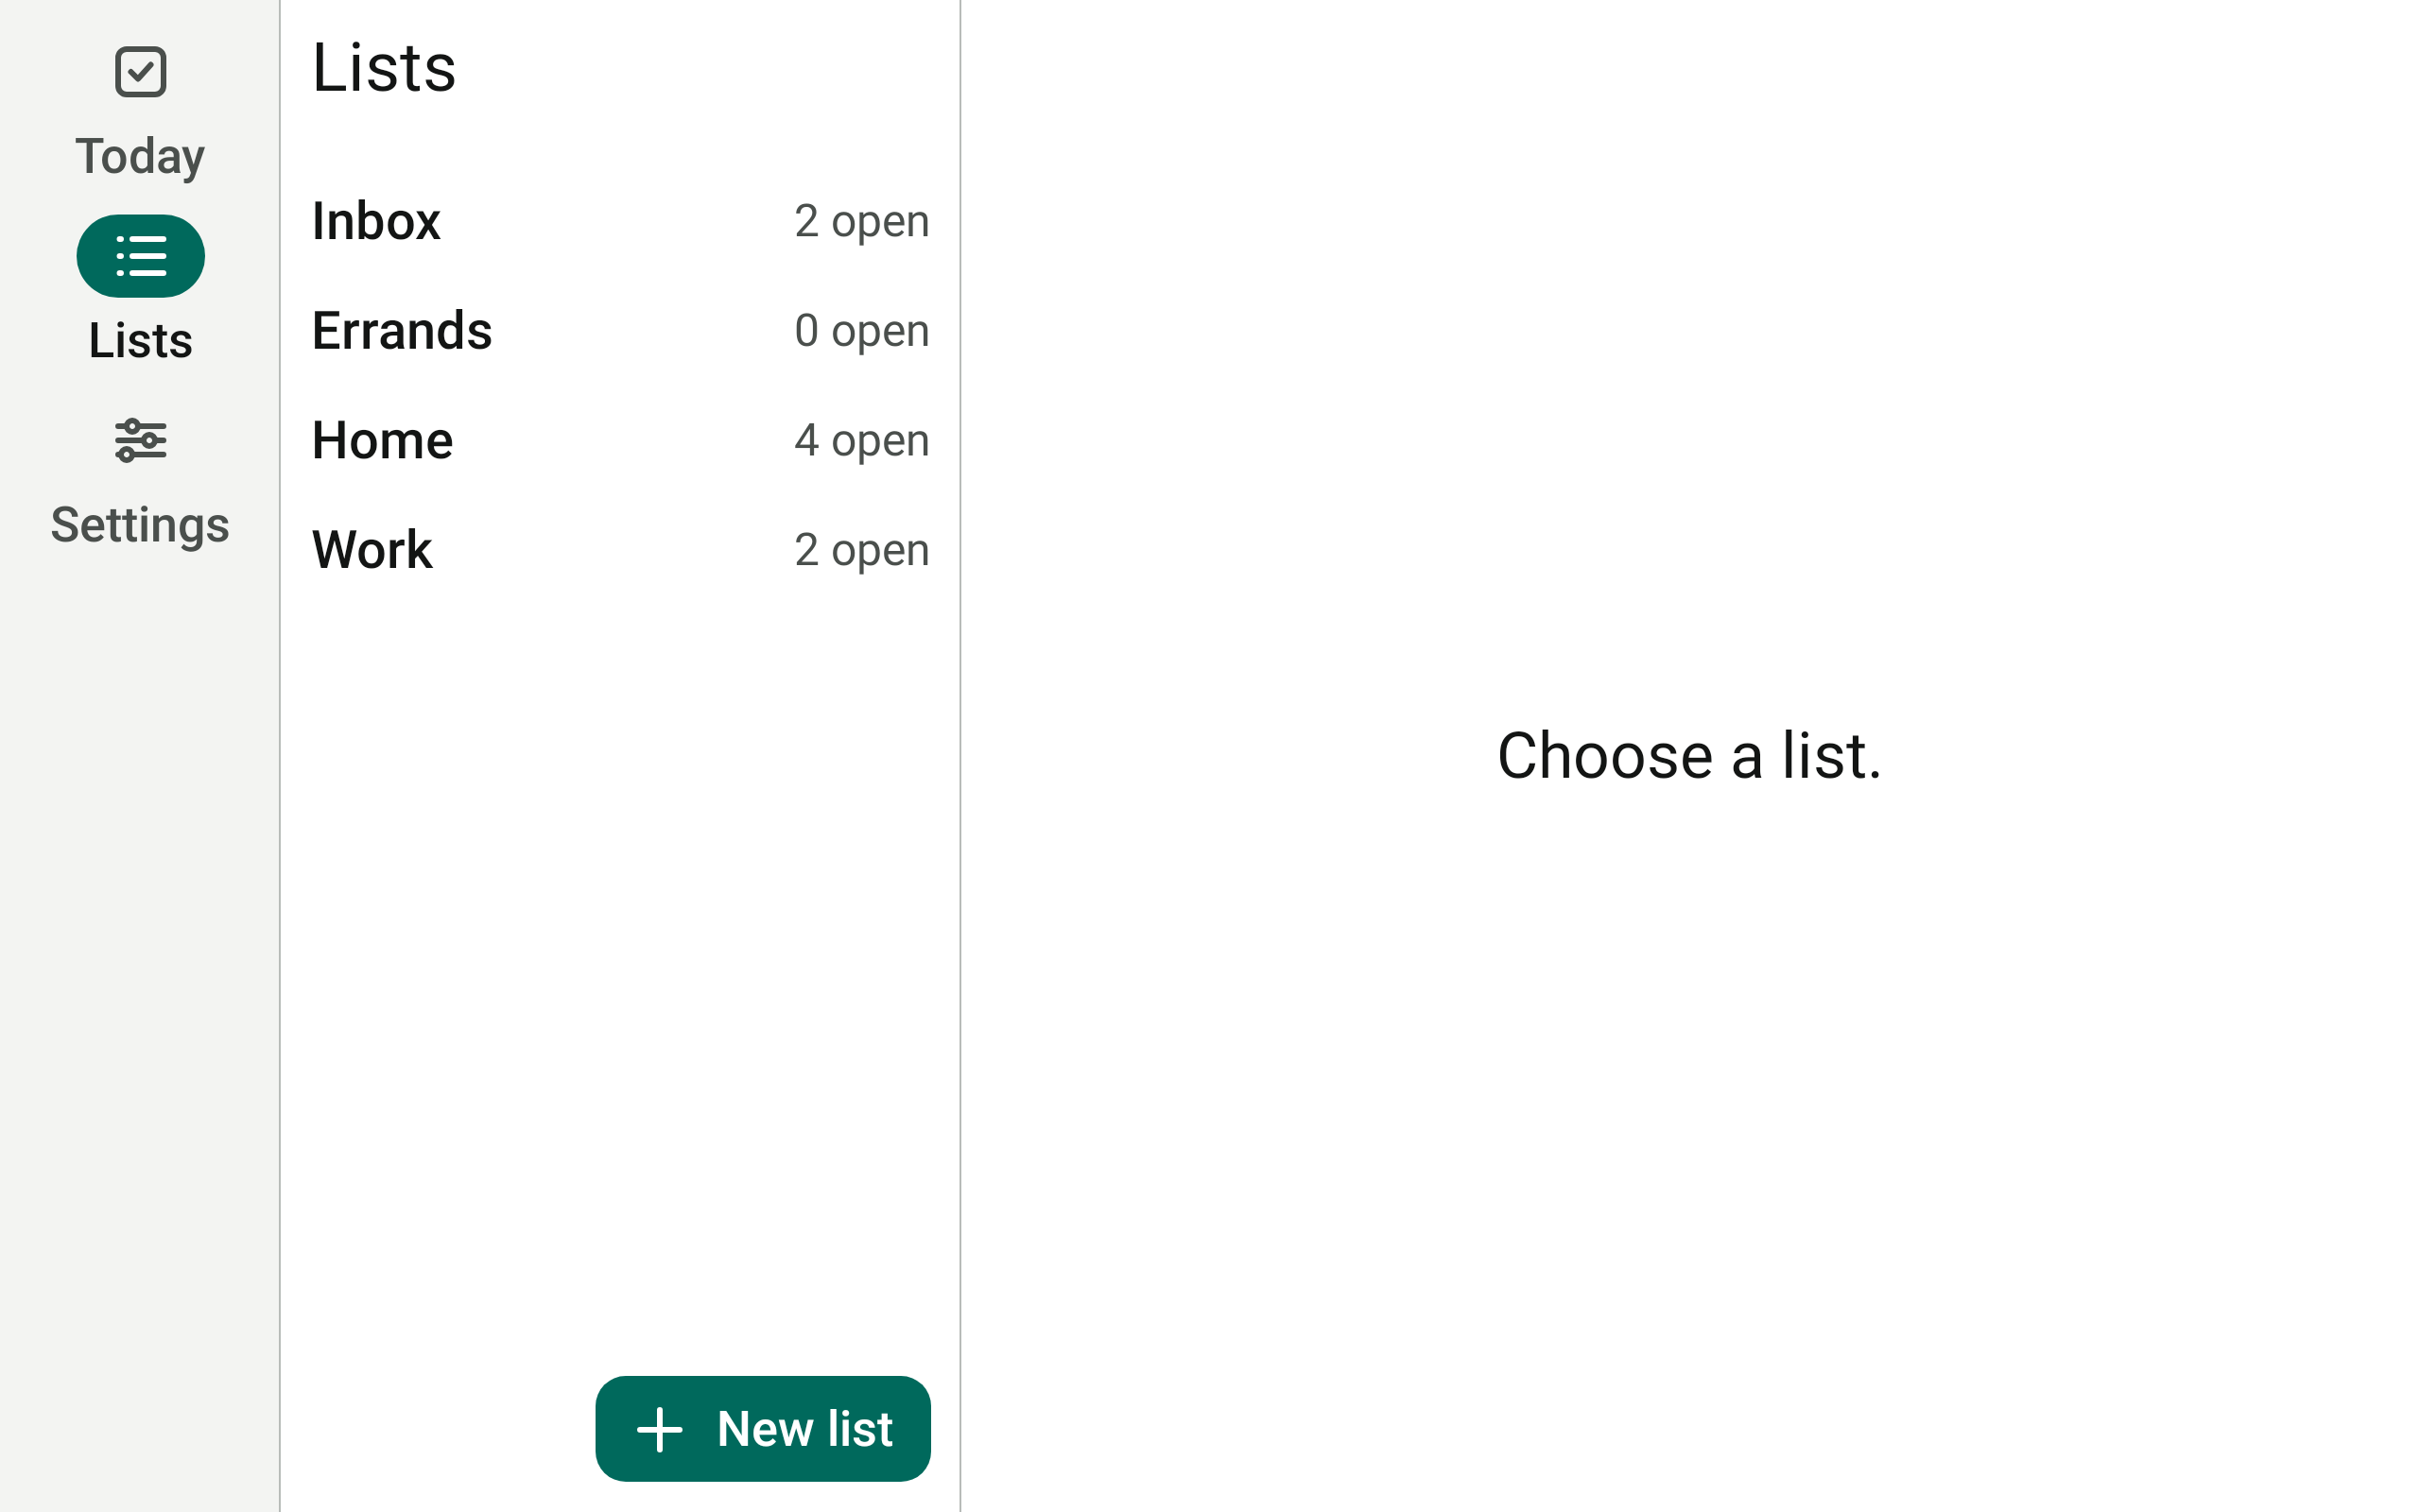 Today
Lists
Settings
Lists
Inbox 2 open
Errands 0 open
Home 4 open
Work 2 open
New list
Choose a list.